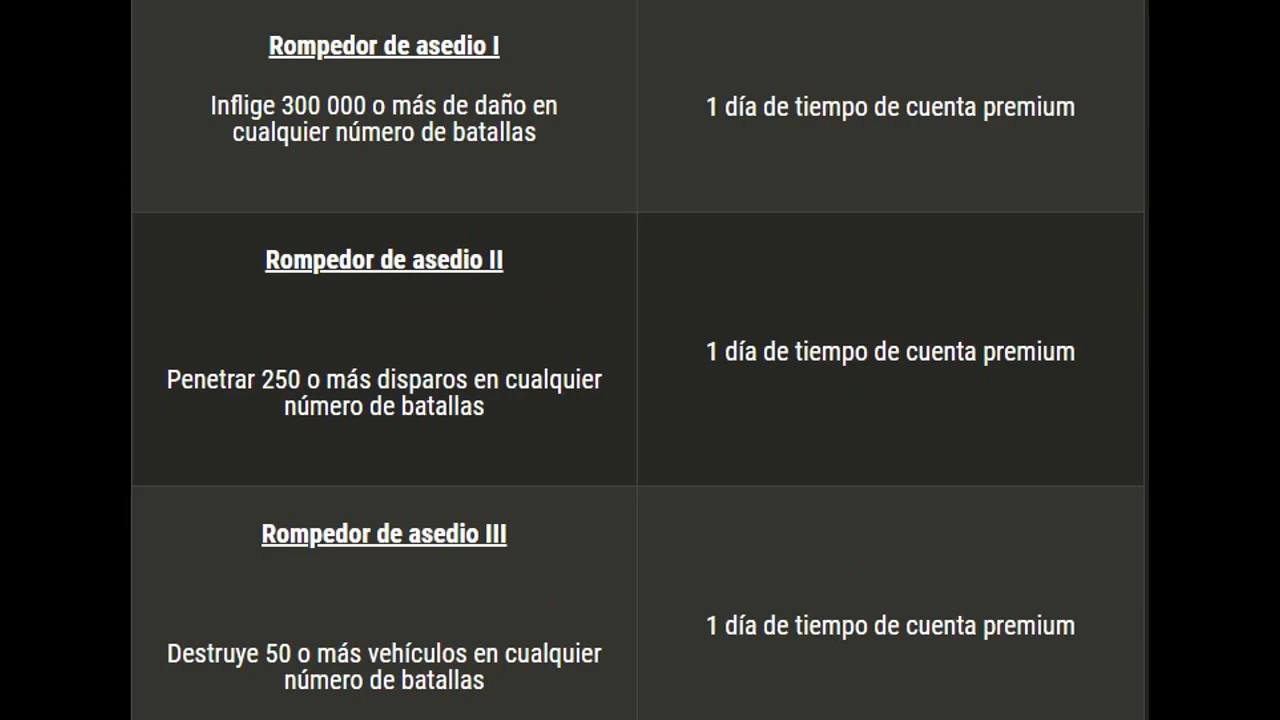 Rompedor de asedio I
Inflige 300 000 o más de daño en
cualquier número de batallas
1 día de tiempo de cuenta premium
Rompedor de asedio II
Penetrar 250 o más disparos en cualquier
número de batallas
1 día de tiempo de cuenta premium
Rompedor de asedio III
Destruye 50 o más vehículos en cualquier
número de batallas
1 día de tiempo de cuenta premium